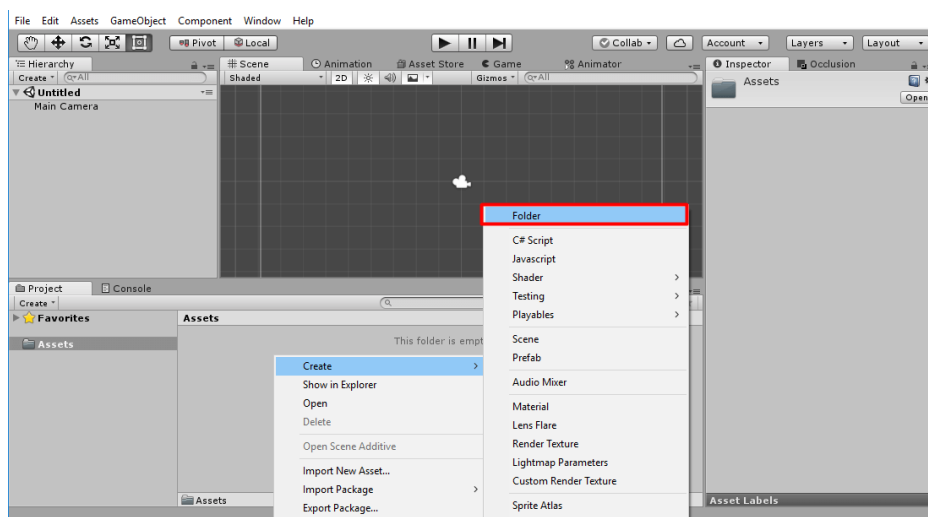 File Edit Assets GameObject Component Window Help
Pivot Local Collab Account Layers Layout
Hierarchy Scene Animation Asset Store Game Animator Inspector Occlusion
Create All Shaded 2D Gizmos All Assets
Open
Untitled
Main Camera
Folder
C# Script
Javascript
Shader
Testing
Playables
Scene
Prefab
Audio Mixer
Material
Lens Flare
Render Texture
Lightmap Parameters
Custom Render Texture
Sprite Atlas
Project Console
Create
Favorites Assets
Assets
This folder is empt
Create
Show in Explorer
Open
Delete
Open Scene Additive
Import New Asset...
Import Package
Export Package...
Assets
Asset Labels